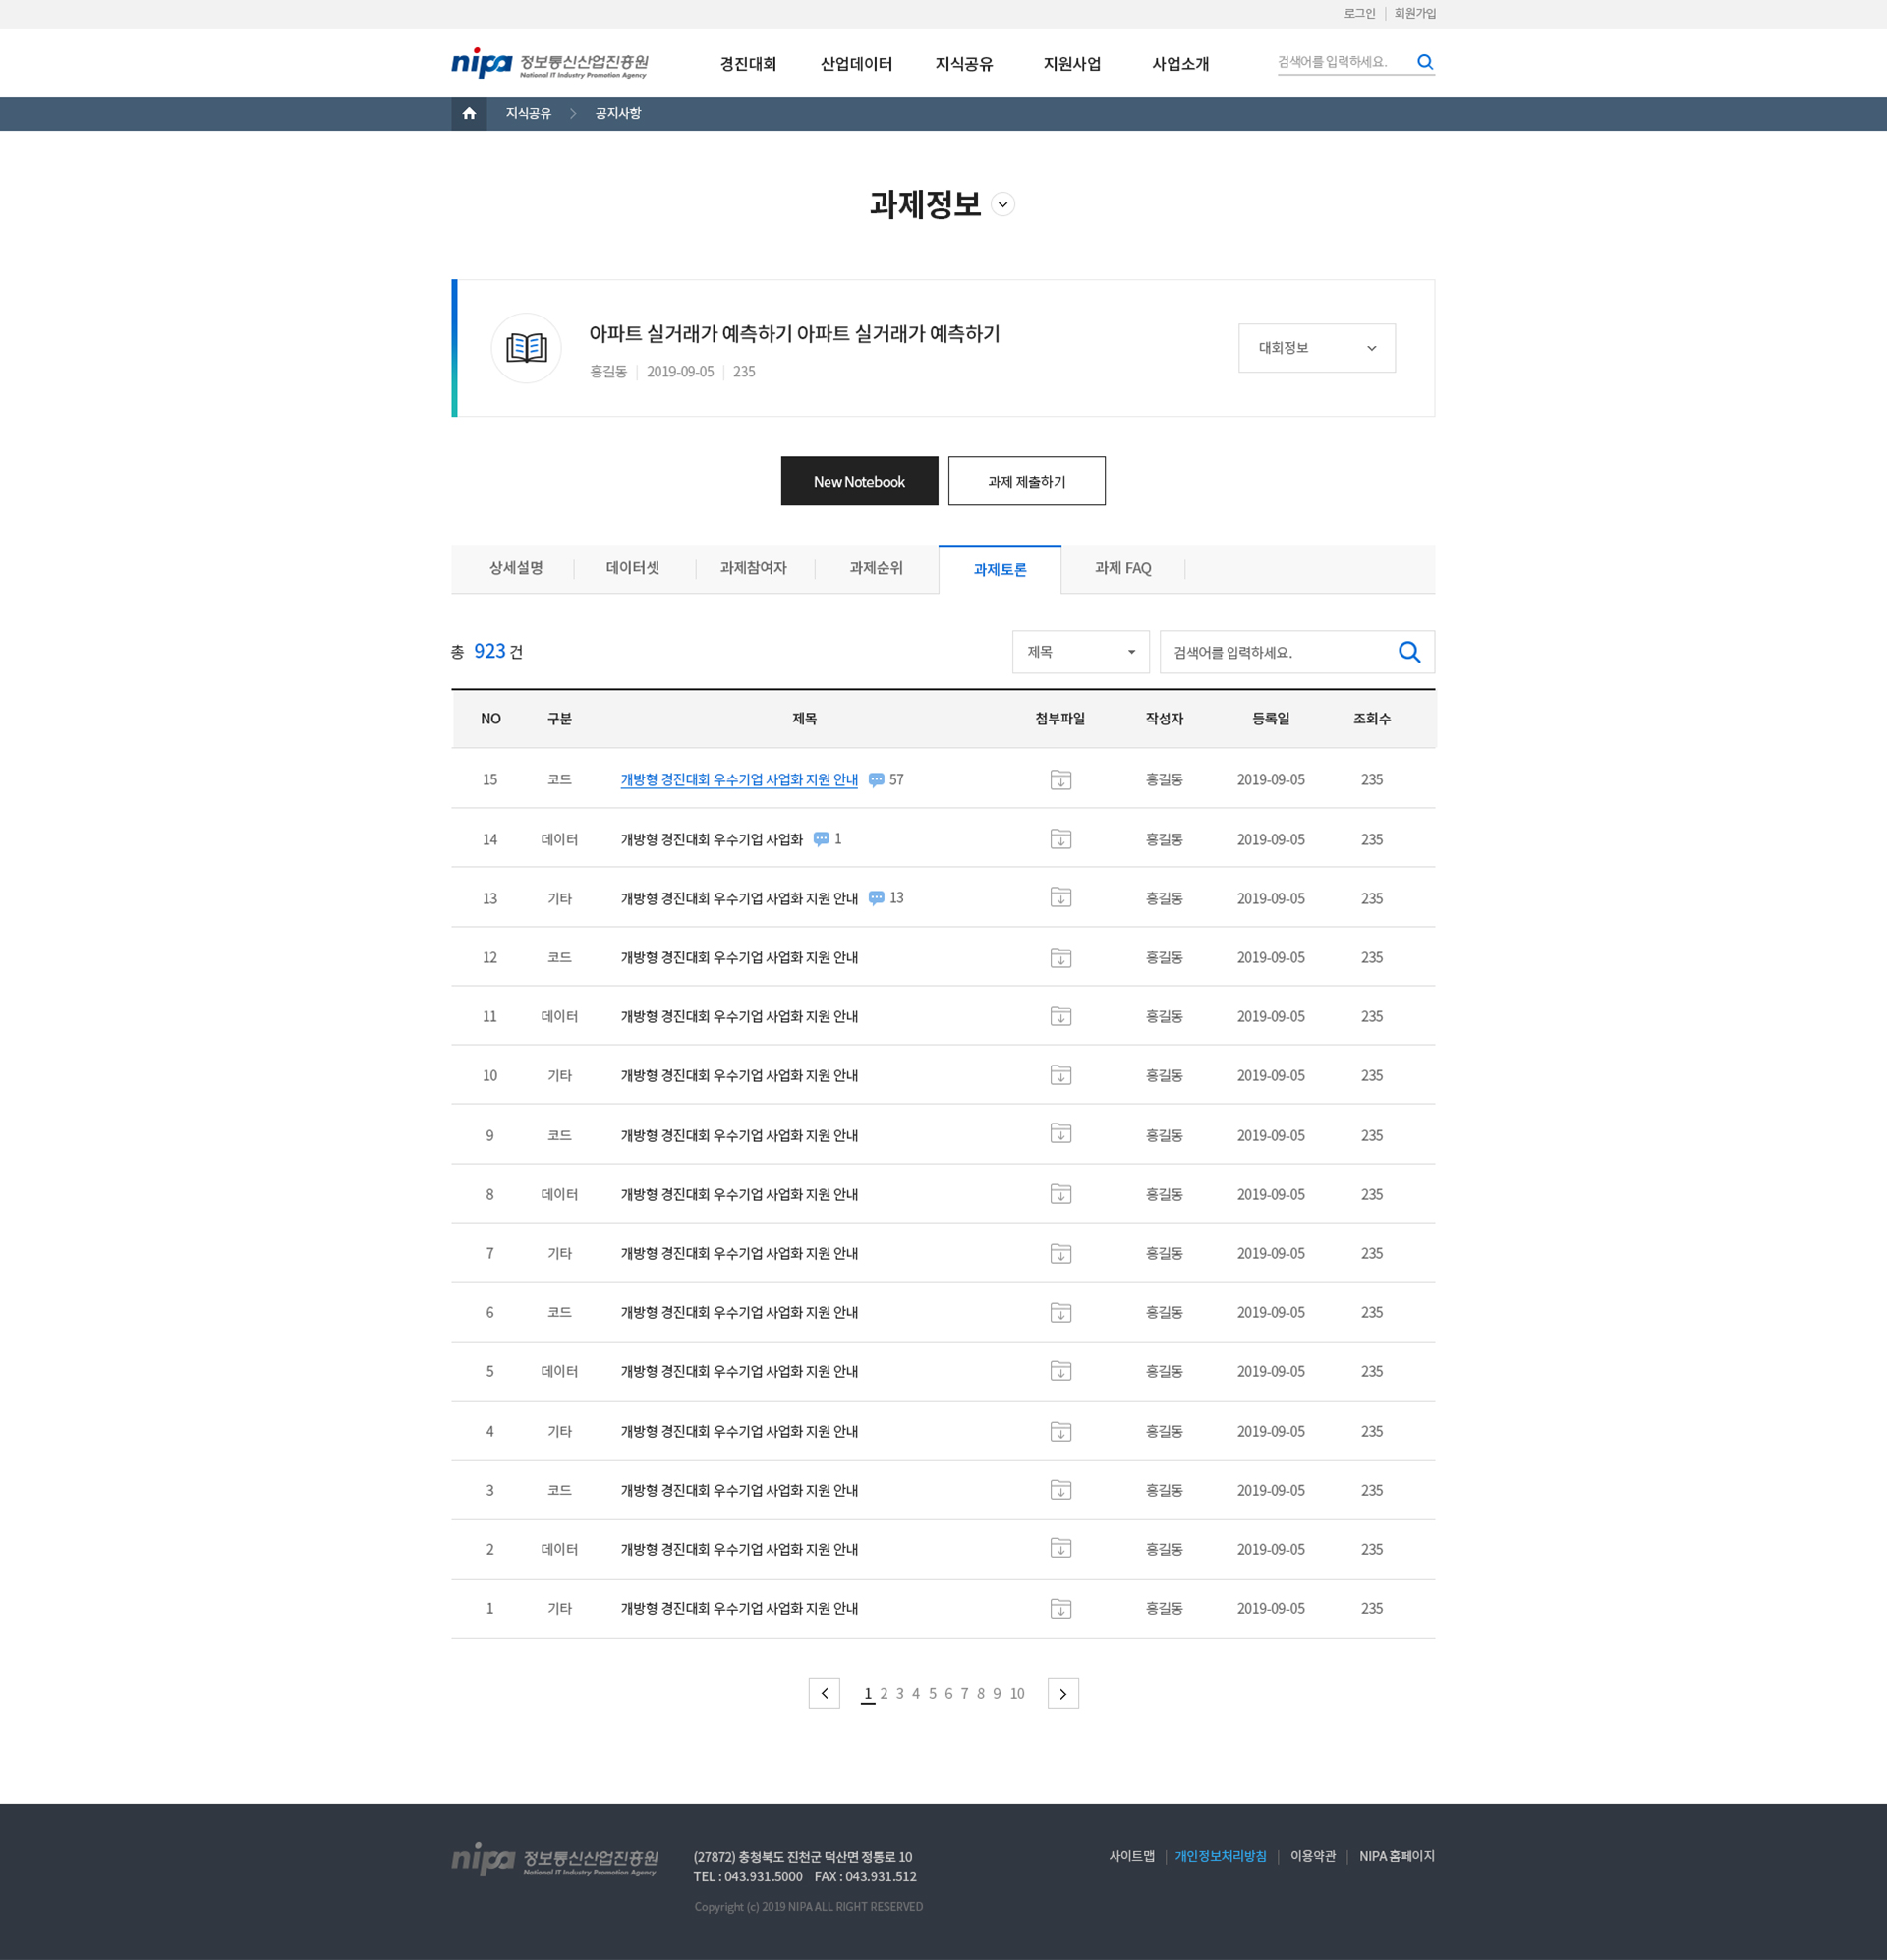 로그인 회원가입
nipa 정보통신산업진흥원
National IT Industry Promotion Agency
경진대회 산업데이터 지식공유 지원사업 사업소개
검색어를 입력하세요.
지식공유 공지사항
과제정보
아파트 실거래가 예측하기 아파트 실거래가 예측하기
홍길동 2019-09-05 235
대회정보
New Notebook 과제 제출하기
상세설명 데이터셋 과제참여자 과제순위 과제토론 과제 FAQ
총 923 건
제목 검색어를 입력하세요.
NO 구분 제목 첨부파일 작성자 등록일 조회수
15 코드 개방형 경진대회 우수기업 사업화 지원 안내 57 홍길동 2019-09-05 235
14 데이터 개방형 경진대회 우수기업 사업화 1 홍길동 2019-09-05 235
13 기타 개방형 경진대회 우수기업 사업화 지원 안내 13 홍길동 2019-09-05 235
12 코드 개방형 경진대회 우수기업 사업화 지원 안내 홍길동 2019-09-05 235
11 데이터 개방형 경진대회 우수기업 사업화 지원 안내 홍길동 2019-09-05 235
10 기타 개방형 경진대회 우수기업 사업화 지원 안내 홍길동 2019-09-05 235
9 코드 개방형 경진대회 우수기업 사업화 지원 안내 홍길동 2019-09-05 235
8 데이터 개방형 경진대회 우수기업 사업화 지원 안내 홍길동 2019-09-05 235
7 기타 개방형 경진대회 우수기업 사업화 지원 안내 홍길동 2019-09-05 235
6 코드 개방형 경진대회 우수기업 사업화 지원 안내 홍길동 2019-09-05 235
5 데이터 개방형 경진대회 우수기업 사업화 지원 안내 홍길동 2019-09-05 235
4 기타 개방형 경진대회 우수기업 사업화 지원 안내 홍길동 2019-09-05 235
3 코드 개방형 경진대회 우수기업 사업화 지원 안내 홍길동 2019-09-05 235
2 데이터 개방형 경진대회 우수기업 사업화 지원 안내 홍길동 2019-09-05 235
1 기타 개방형 경진대회 우수기업 사업화 지원 안내 홍길동 2019-09-05 235
1 2 3 4 5 6 7 8 9 10
nipa 정보통신산업진흥원
National IT Industry Promotion Agency
(27872) 충청북도 진천군 덕산면 정통로 10
TEL : 043.931.5000 FAX : 043.931.512
Copyright (c) 2019 NIPA ALL RIGHT RESERVED
사이트맵 개인정보처리방침 이용약관 NIPA 홈페이지